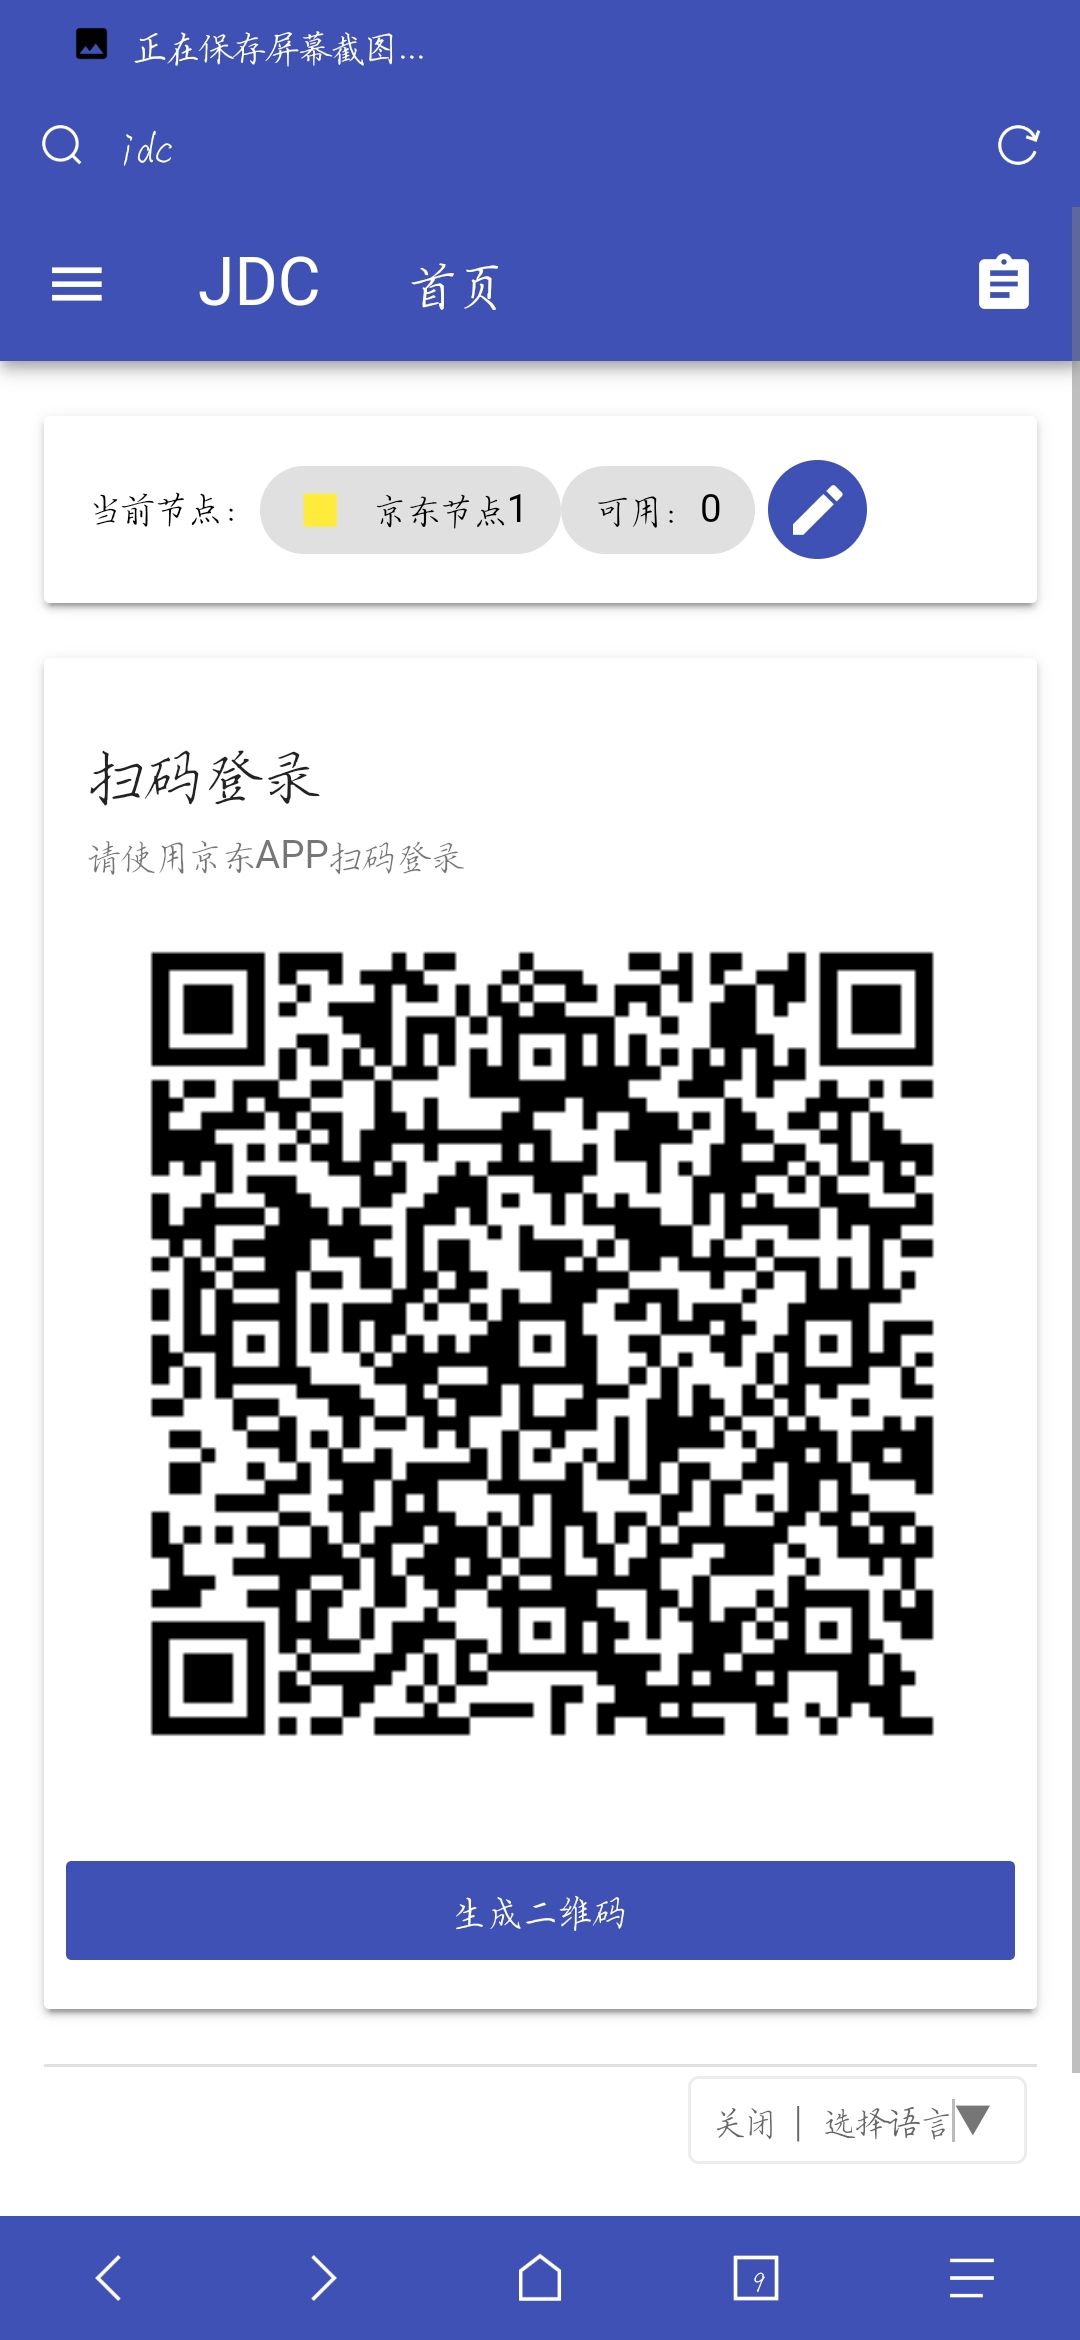 正在保存屏幕截图...
jdc
JDC 首页
当前节点： 京东节点1 可用：0
扫码登录
请使用京东APP扫码登录
生成二维码
关闭 | 选择语言▼
9